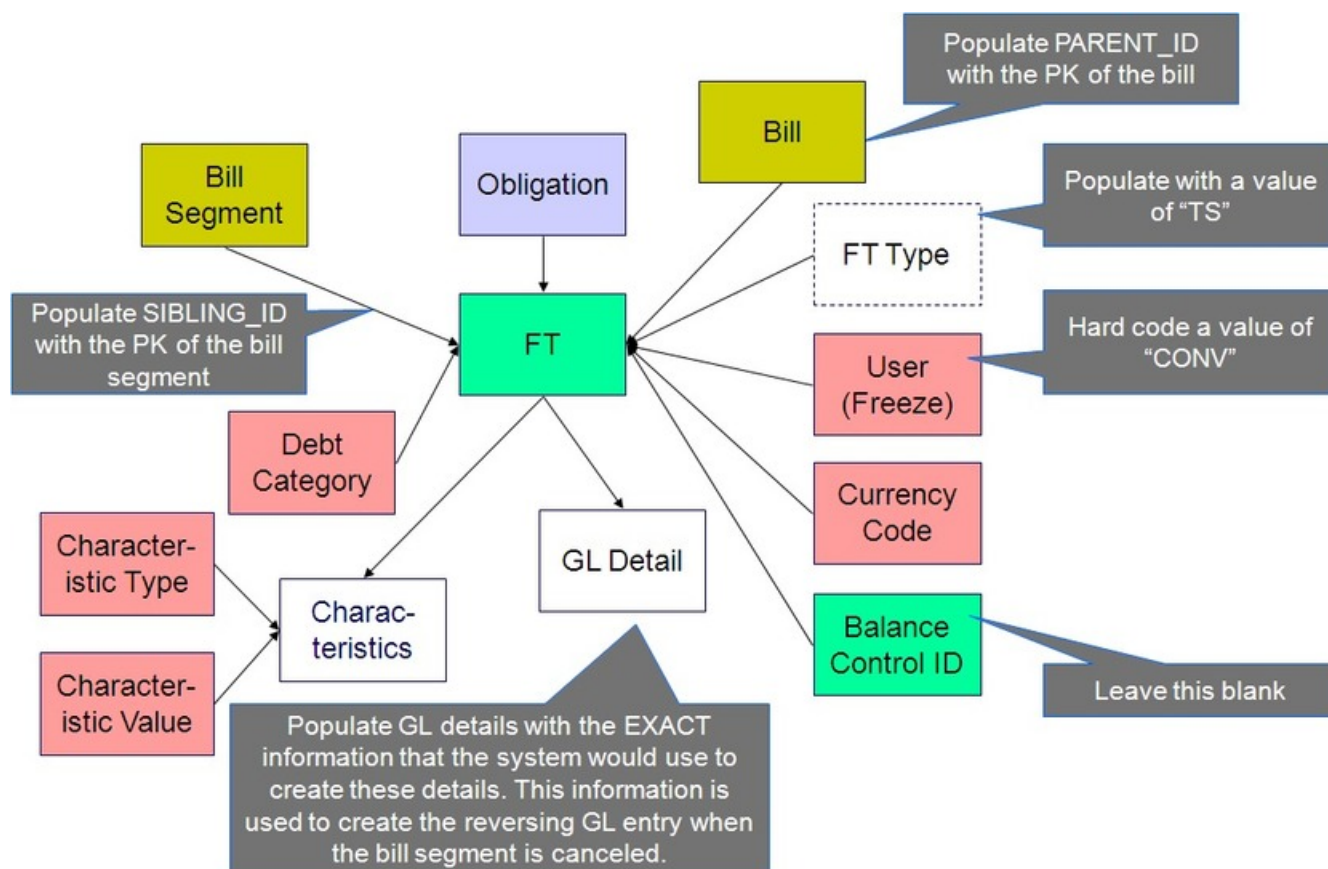 Populate PARENT_ID
with the PK of the bill
Bill
Bill
Segment
Obligation
Populate with a value
of “TS”
FT Type
Populate SIBLING_ID
with the PK of the bill
segment
FT
Hard code a value of
“CONV”
User
(Freeze)
Debt
Category
Currency
Code
Character-
istic Type
GL Detail
Charac-
teristics
Balance
Control ID
Character-
istic Value
Leave this blank
Populate GL details with the EXACT
information that the system would use to
create these details. This information is
used to create the reversing GL entry when
the bill segment is canceled.